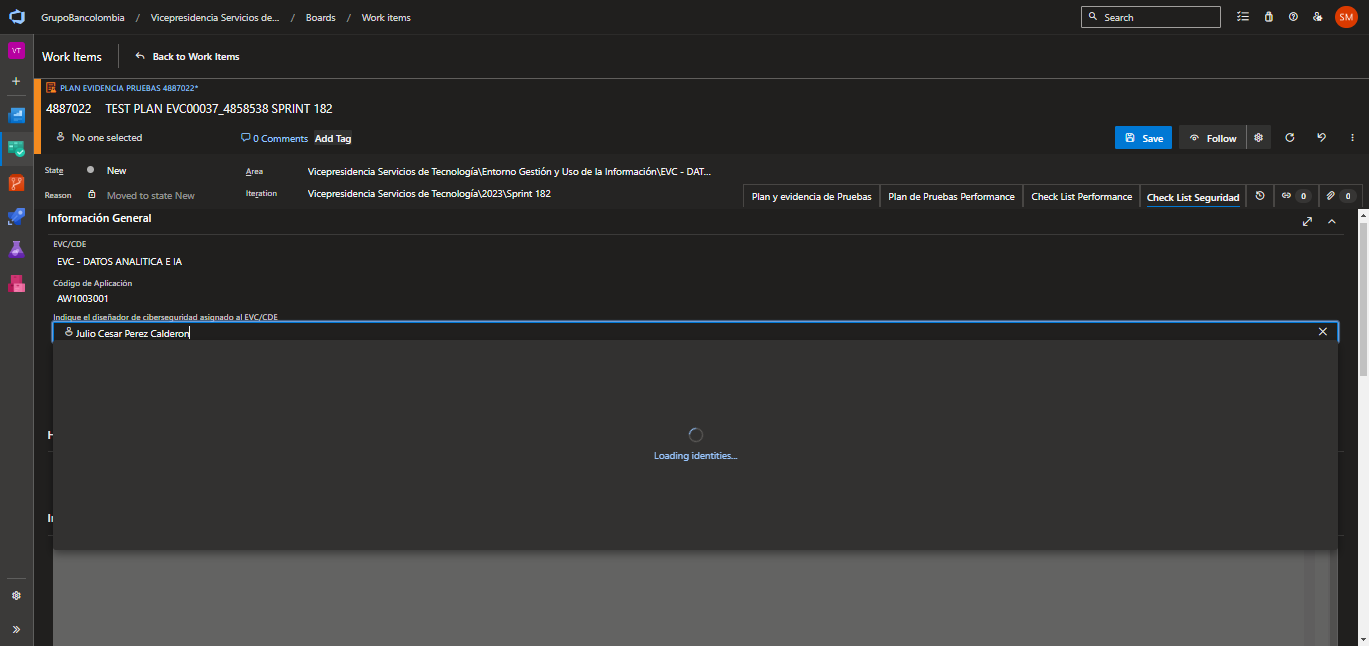 GrupoBancolombia / Vicepresidencia Servicios de... / Boards / Work items
Search
SM
VT
Work Items
Back to Work Items
PLAN EVIDENCIA PRUEBAS 4887022*
4887022 TEST PLAN EVC00037_4858538 SPRINT 182
No one selected
0 Comments
Add Tag
Save
Follow
State New
Area Vicepresidencia Servicios de Tecnología\Entorno Gestión y Uso de la Información\EVC - DAT...
Reason Moved to state New
Iteration Vicepresidencia Servicios de Tecnología\2023\Sprint 182
Plan y evidencia de Pruebas
Plan de Pruebas Performance
Check List Performance
Check List Seguridad
0
0
Información General
EVC/CDE
EVC - DATOS ANALITICA E IA
Código de Aplicación
AW1003001
Indique el diseñador de ciberseguridad asignado al EVC/CDE
Julio Cesar Perez Calderon
Loading identities...